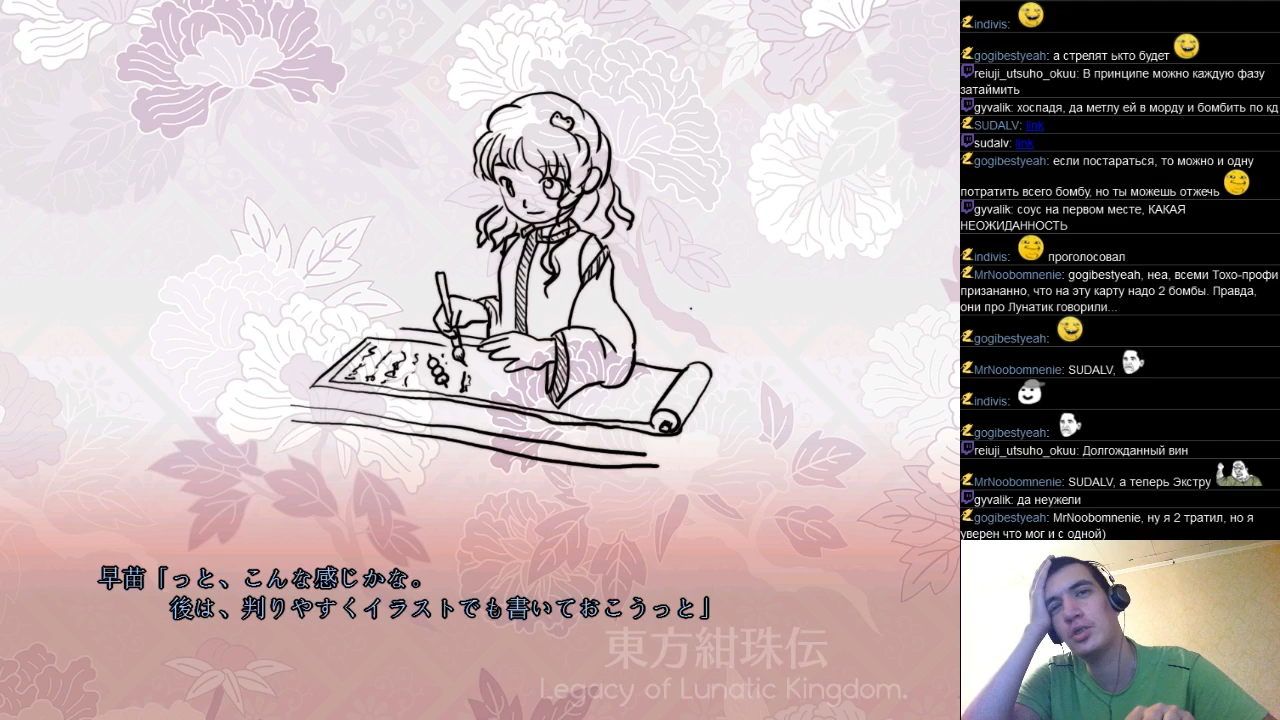 早苗「っと、こんな感じかな。
後は、判りやすくイラストでも書いておこうっと」
東方紺珠伝
Legacy of Lunatic Kingdom.
indivis:
gogibestyeah: а стрелят ькто будет
reiuji_utsuho_okuu: В принципе можно каждую фазу
затаймить
gyvalik: хоспадя, да метлу ей в морду и бомбить по кд
SUDALV: link
sudalv: link
gogibestyeah: если постараться, то можно и одну
потратить всего бомбу, но ты можешь отжечь
gyvalik: соус на первом месте, КАКАЯ
НЕОЖИДАННОСТЬ
indivis: проголосовал
MrNoobomnenie: gogibestyeah, неа, всеми Тохо-профи
призананно, что на эту карту надо 2 бомбы. Правда,
они про Лунатик говорили...
gogibestyeah:
MrNoobomnenie: SUDALV,
indivis:
gogibestyeah:
reiuji_utsuho_okuu: Долгожданный вин
MrNoobomnenie: SUDALV, а теперь Экстру
gyvalik: да неужели
gogibestyeah: MrNoobomnenie, ну я 2 тратил, но я
уверен что мог и с одной)